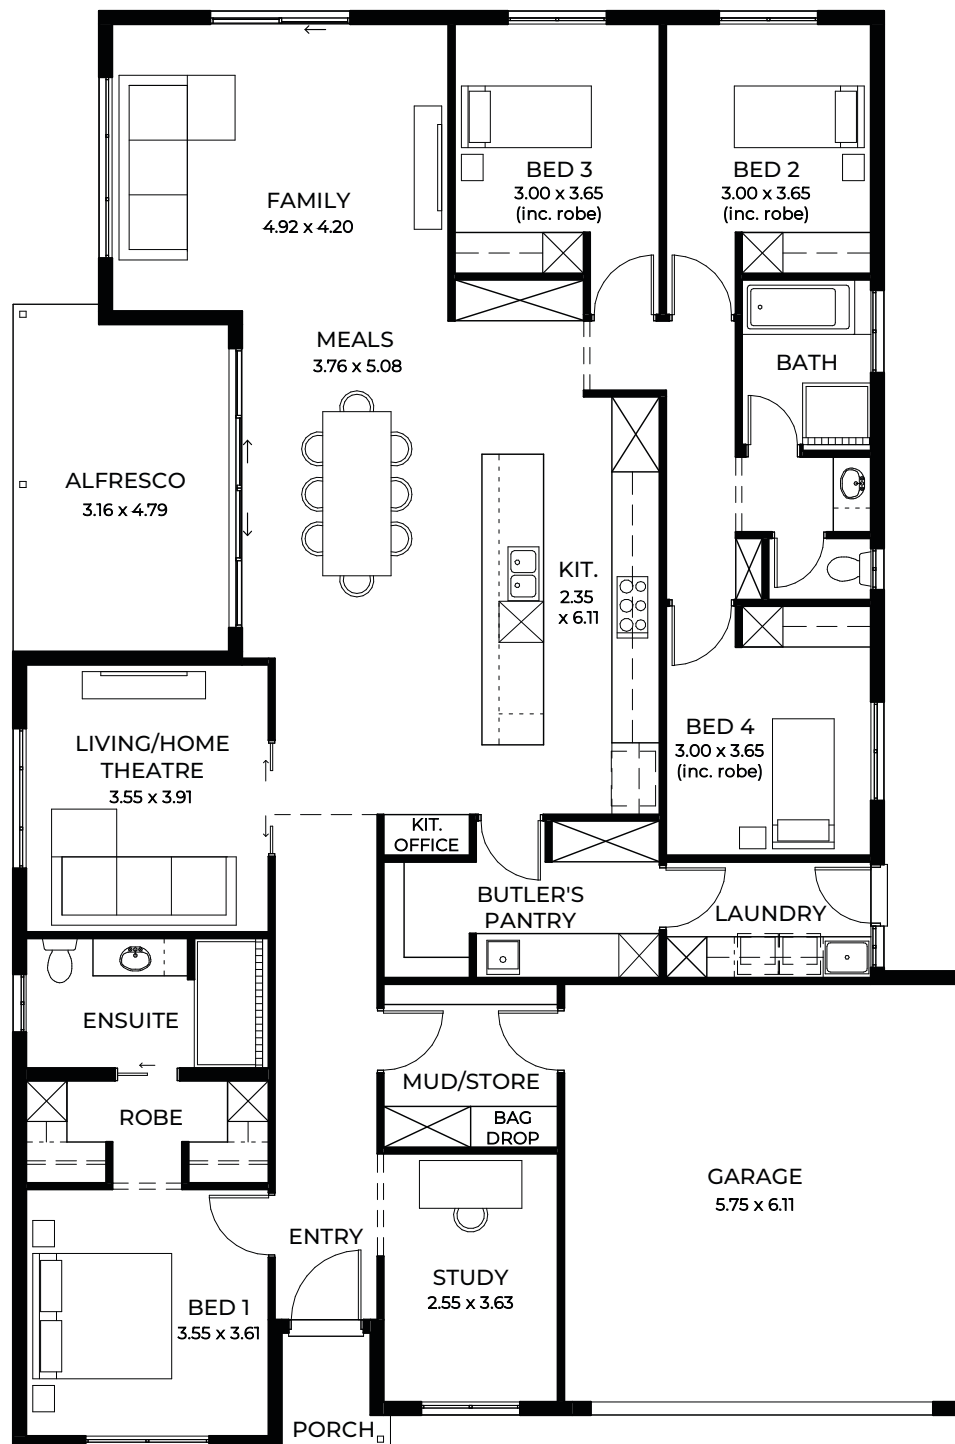 BED 3
3.00 x 3.65
(inc. robe)
BED 2
3.00 x 3.65
(inc. robe)
FAMILY
4.92 x 4.20
MEALS
3.76 x 5.08
BATH
ALFRESCO
3.16 x 4.79
KIT.
2.35
x 6.11
LIVING/HOME
THEATRE
3.55 x 3.91
BED 4
3.00 x 3.65
(inc. robe)
KIT.
OFFICE
BUTLER'S
PANTRY
LAUNDRY
ENSUITE
MUD/STORE
ROBE
BAG
DROP
GARAGE
5.75 x 6.11
ENTRY
STUDY
2.55 x 3.63
BED 1
3.55 x 3.61
PORCH